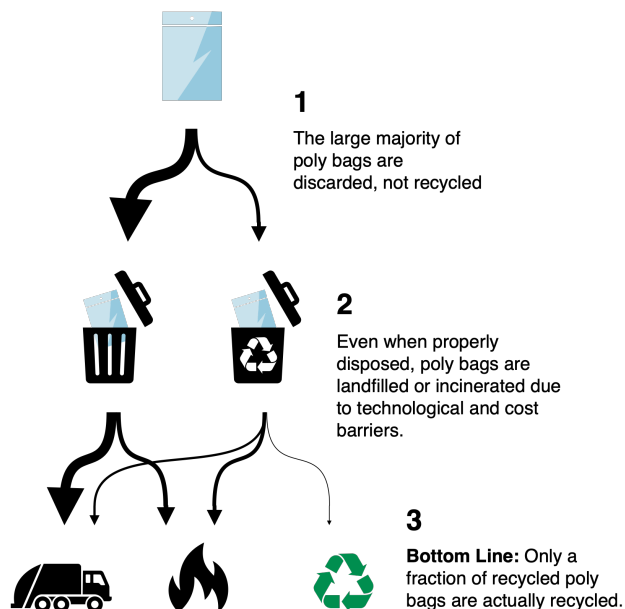 1
The large majority of
poly bags are
discarded, not recycled
2
Even when properly
disposed, poly bags are
landfilled or incinerated due
to technological and cost
barriers.
3
Bottom Line: Only a
fraction of recycled poly
bags are actually recycled.